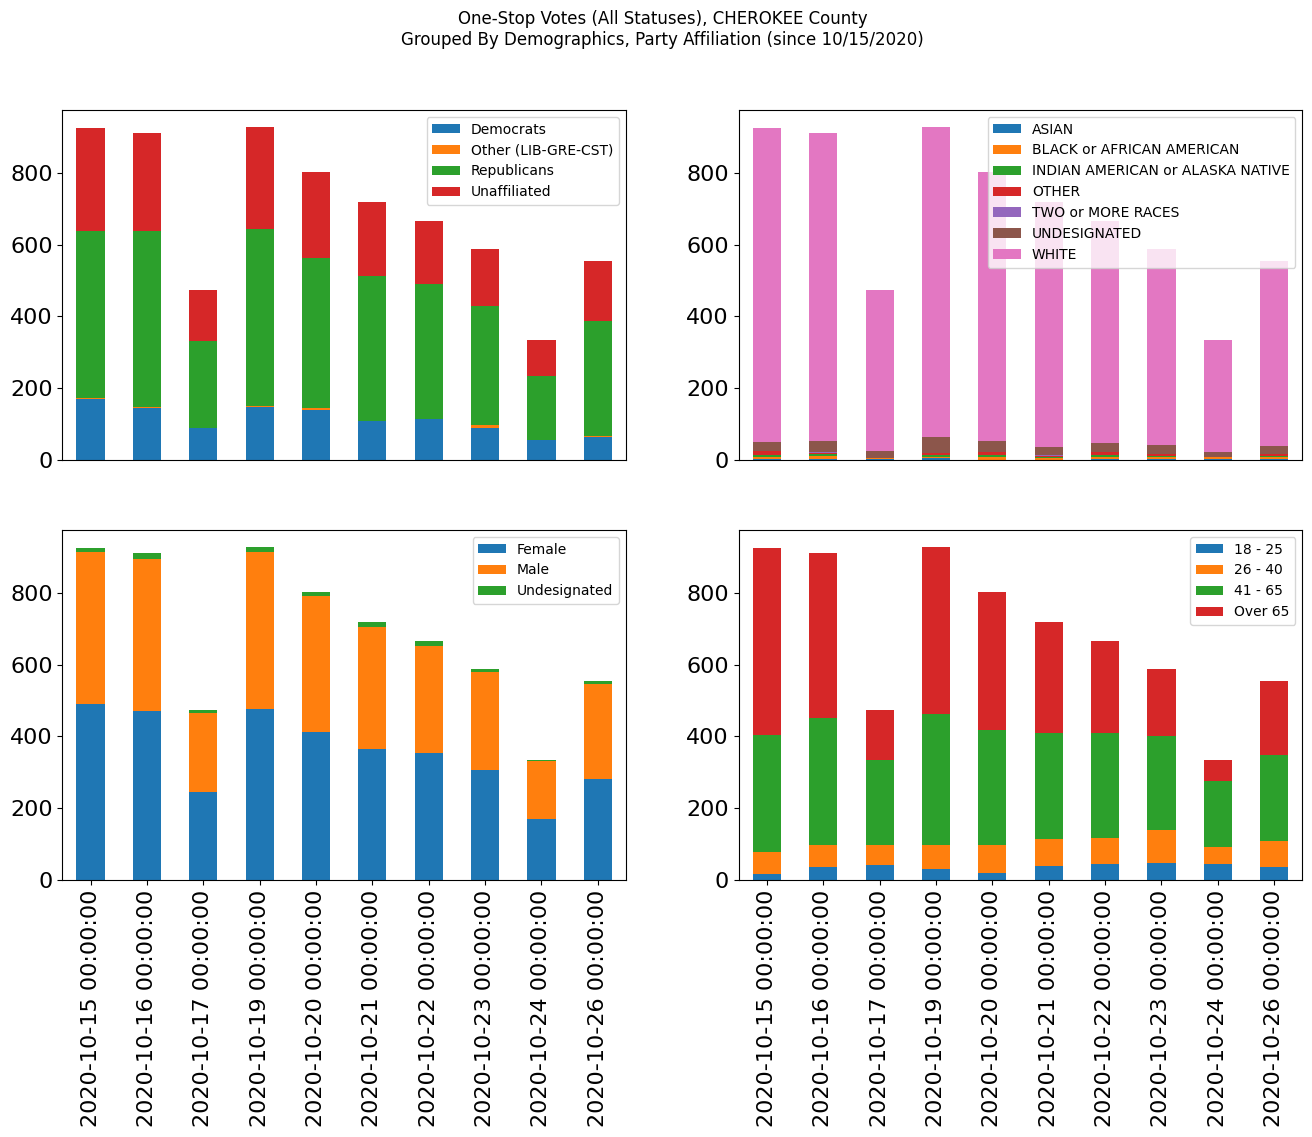 One-Stop Votes (All Statuses), CHEROKEE County
Grouped By Demographics, Party Affiliation (since 10/15/2020)
800
600
400
200
0
Democrats
Other (LIB-GRE-CST)
Republicans
Unaffiliated
800
600
400
200
0
ASIAN
BLACK or AFRICAN AMERICAN
INDIAN AMERICAN or ALASKA NATIVE
OTHER
TWO or MORE RACES
UNDESIGNATED
WHITE
800
600
400
200
0
Female
Male
Undesignated
2020-10-15 00:00:00
2020-10-16 00:00:00
2020-10-17 00:00:00
2020-10-19 00:00:00
2020-10-20 00:00:00
2020-10-21 00:00:00
2020-10-22 00:00:00
2020-10-23 00:00:00
2020-10-24 00:00:00
2020-10-26 00:00:00
800
600
400
200
0
18 - 25
26 - 40
41 - 65
Over 65
2020-10-15 00:00:00
2020-10-16 00:00:00
2020-10-17 00:00:00
2020-10-19 00:00:00
2020-10-20 00:00:00
2020-10-21 00:00:00
2020-10-22 00:00:00
2020-10-23 00:00:00
2020-10-24 00:00:00
2020-10-26 00:00:00